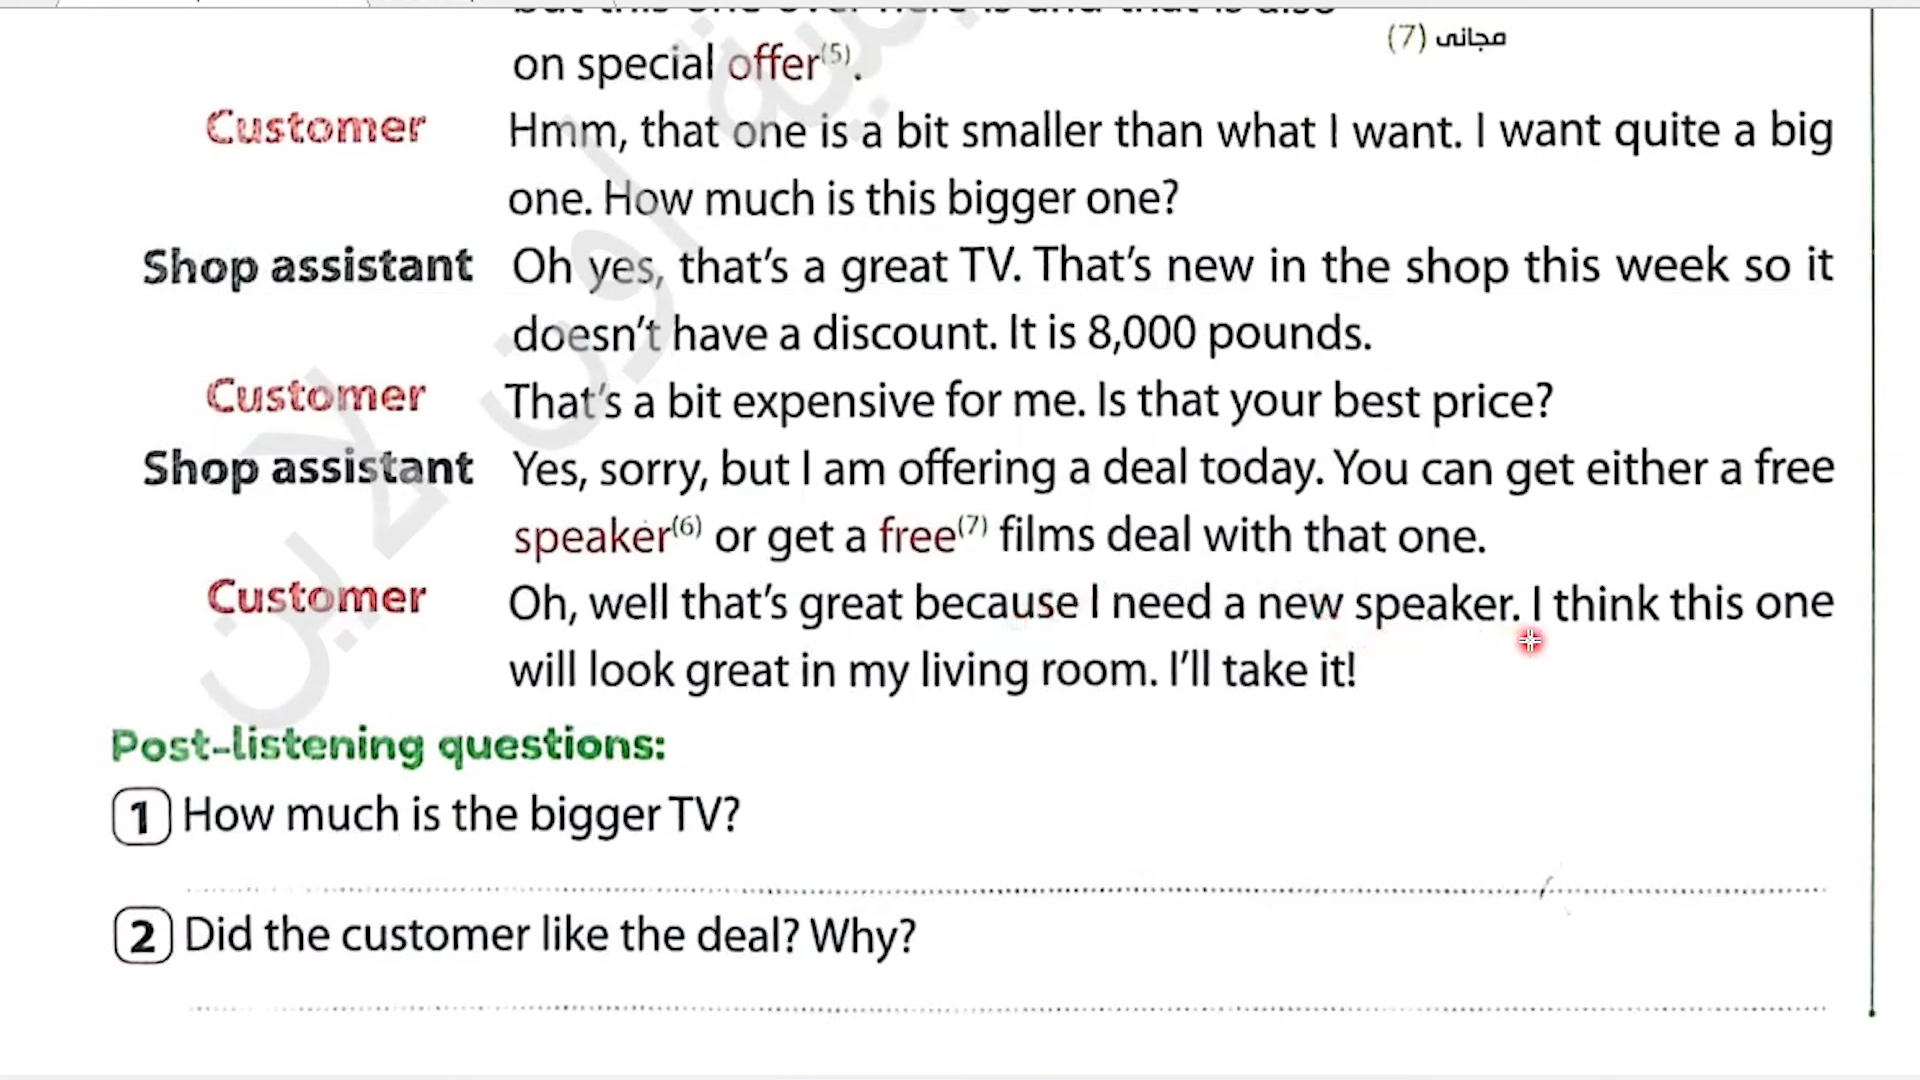 on special offer(5).
مجانى (7)
Customer Hmm, that one is a bit smaller than what I want. I want quite a big
one. How much is this bigger one?
Shop assistant Oh yes, that's a great TV. That's new in the shop this week so it
doesn't have a discount. It is 8,000 pounds.
Customer That's a bit expensive for me. Is that your best price?
Shop assistant Yes, sorry, but I am offering a deal today. You can get either a free
speaker(6) or get a free(7) films deal with that one.
Customer Oh, well that's great because I need a new speaker. I think this one
will look great in my living room. I'll take it!
Post-listening questions:
1 How much is the bigger TV?
2 Did the customer like the deal? Why?
اون لاين